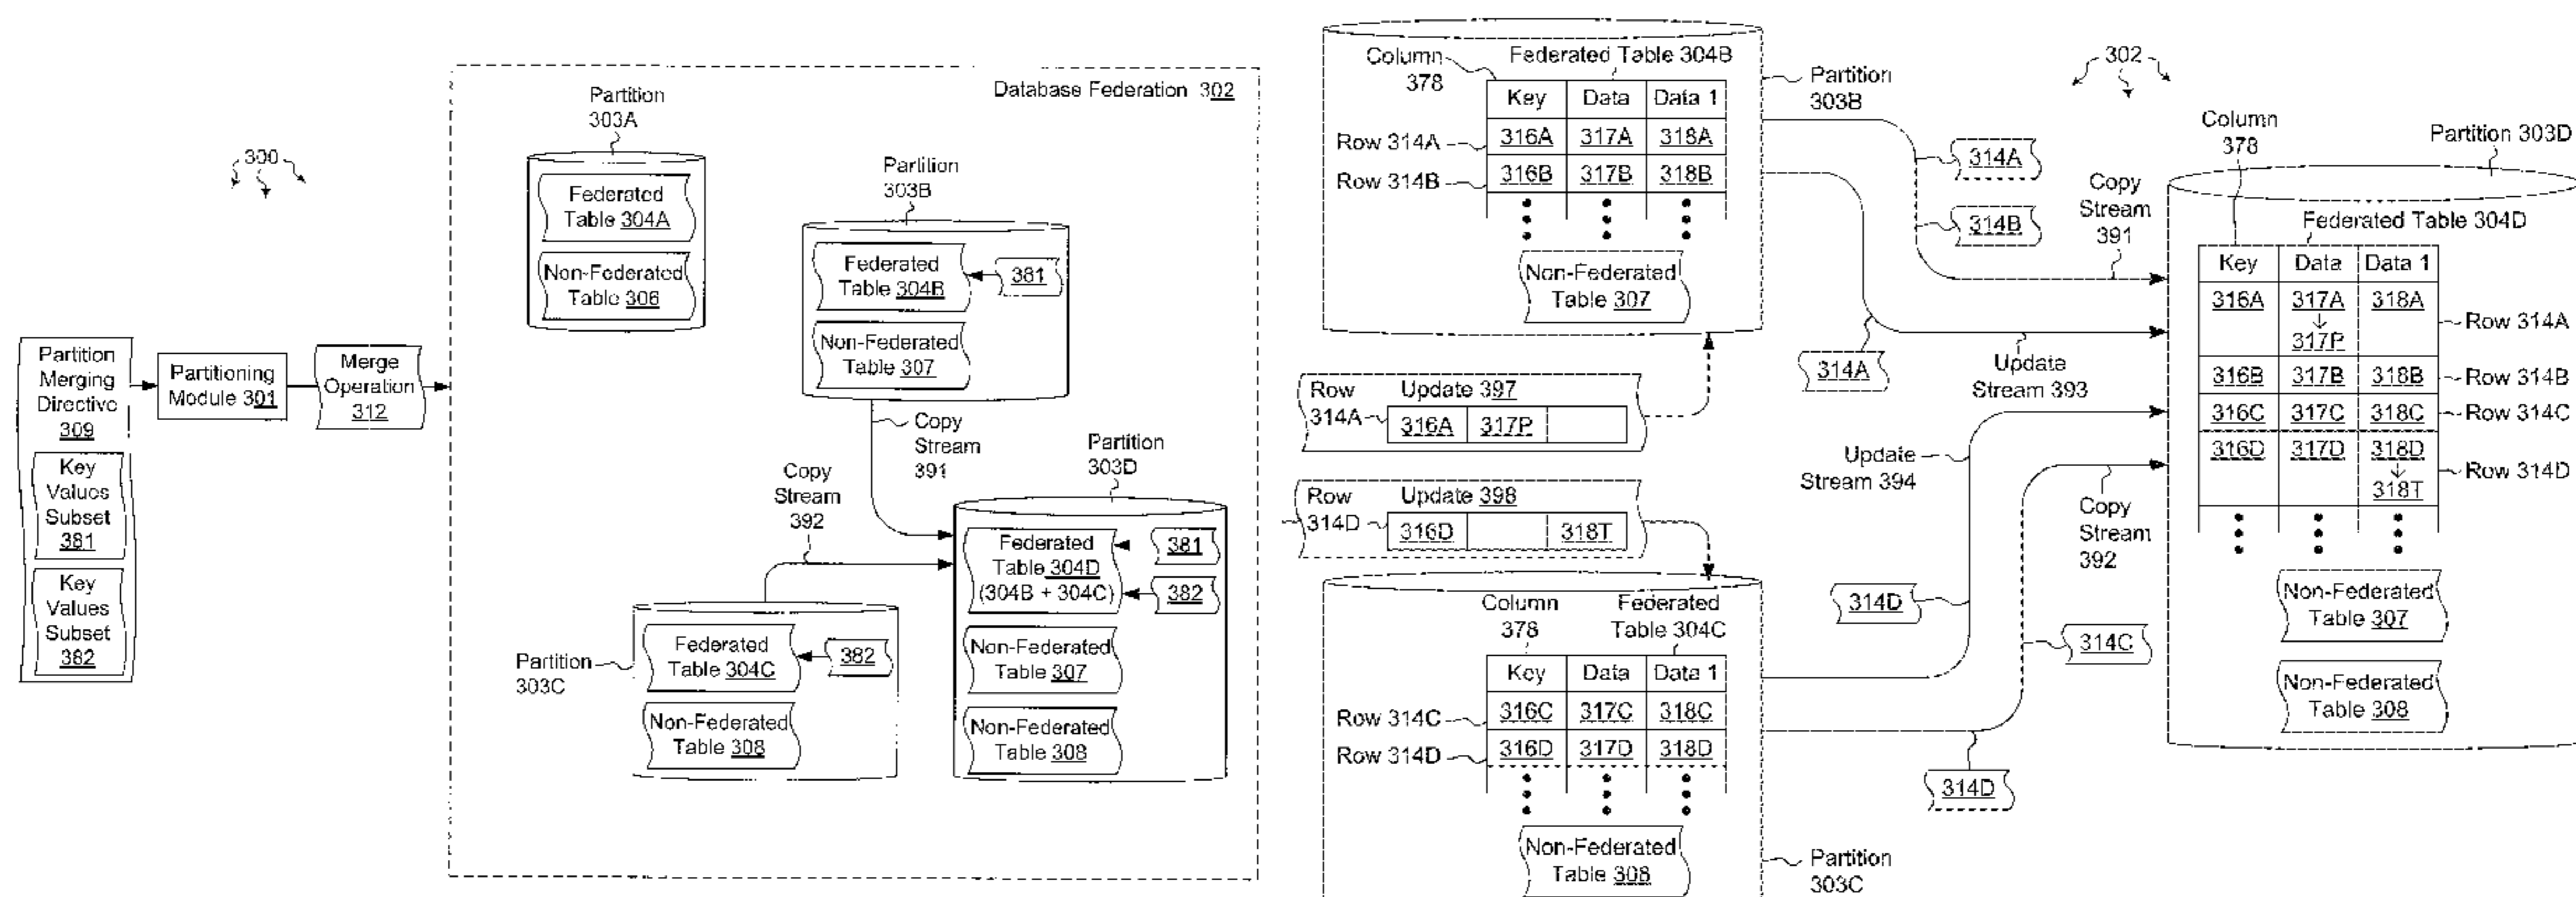 300
Partition
Merging
Directive
309
Key
Values
Subset
381
Key
Values
Subset
382
Partitioning
Module 301
Merge
Operation
312
Database Federation 302
Partition
303A
Federated
Table 304A
Non-Federated
Table 306
Partition
303B
Federated
Table 304B
381
Non-Federated
Table 307
Copy
Stream
391
Copy
Stream
392
Partition
303C
Federated
Table 304C
382
Non-Federated
Table 308
Partition
303D
Federated
Table 304D
(304B + 304C)
381
382
Non-Federated
Table 307
Non-Federated
Table 308
302
Column
378
Federated Table 304B
Partition
303B
Key Data Data 1
Row 314A 316A 317A 318A
Row 314B 316B 317B 318B
Non-Federated
Table 307
314A
314B
Copy
Stream
391
314A
Update
Stream 393
Row
314A
Update 397
316A 317P
Row
314D
Update 398
316D 318T
Update
Stream 394
Copy
Stream
392
314D
314C
314D
Column
378
Federated
Table 304C
Key Data Data 1
Row 314C 316C 317C 318C
Row 314D 316D 317D 318D
Non-Federated
Table 308
Partition
303C
Column
378
Partition 303D
Federated Table 304D
Key Data Data 1
316A 317A 318A
317P
Row 314A
316B 317B 318B Row 314B
316C 317C 318C Row 314C
316D 317D 318D
Row 314D
318T
Non-Federated
Table 307
Non-Federated
Table 308